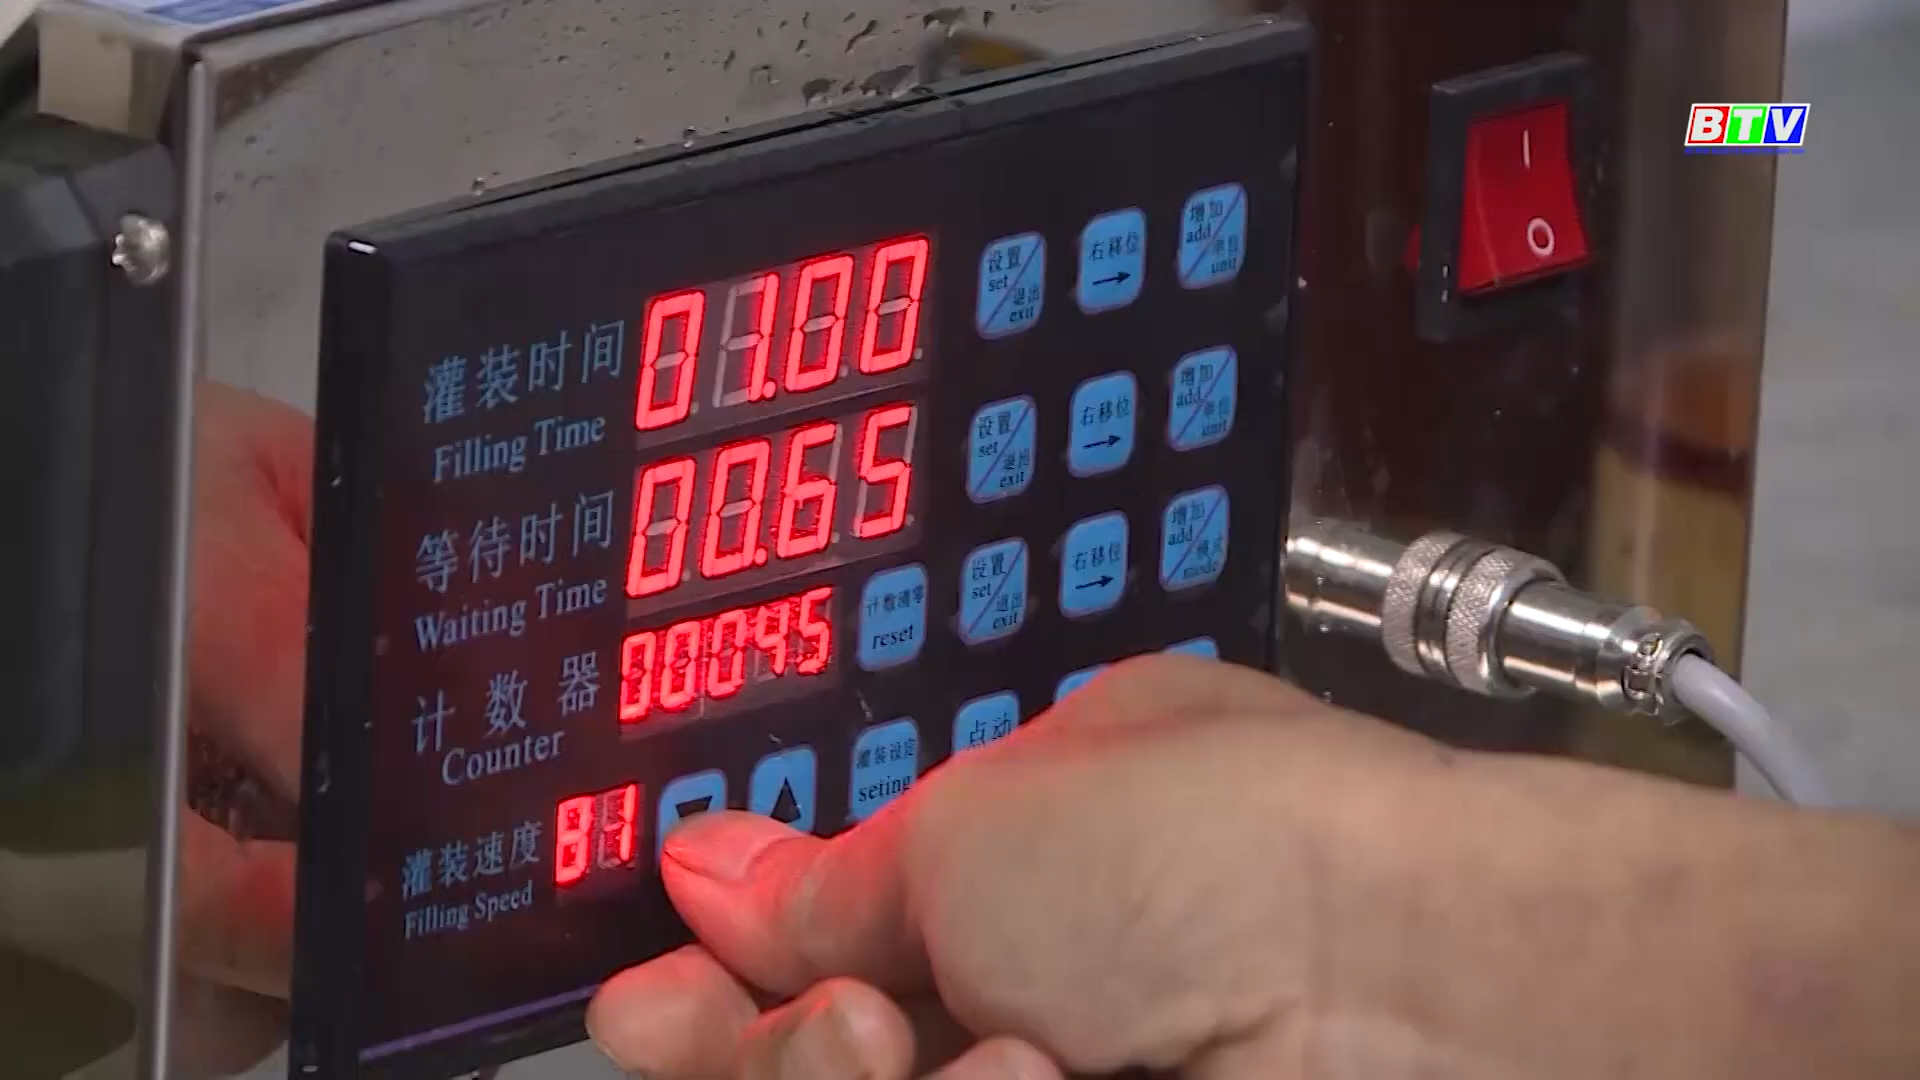 BTV
灌装时间
Filling Time
01.00
设置
set
退出
exit
右移位
→
增加
add
单位
unit
等待时间
Waiting Time
00.65
设置
set
退出
exit
右移位
→
增加
add
单位
unit
计数器
Counter
00045
计数清零
reset
设置
set
退出
exit
右移位
→
增加
add
模式
mode
灌装速度
Filling Speed
81
灌装设定
seting
点动